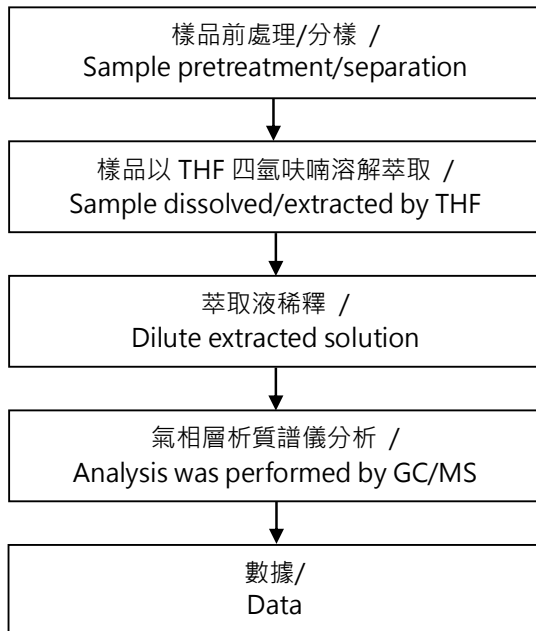 樣品前處理/分樣 /
Sample pretreatment/separation
樣品以 THF 四氫呋喃溶解萃取 /
Sample dissolved/extracted by THF
萃取液稀釋 /
Dilute extracted solution
氣相層析質譜儀分析 /
Analysis was performed by GC/MS
數據/
Data